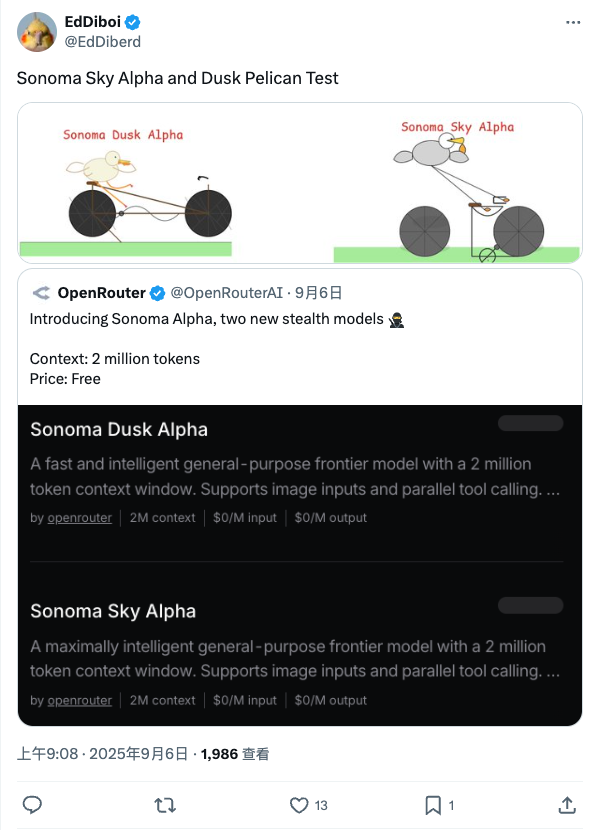 EdDiboi
@EdDiberd
Sonoma Sky Alpha and Dusk Pelican Test
Sonoma Dusk Alpha
Sonoma Sky Alpha
OpenRouter @OpenRouterAI · 9月6日
Introducing Sonoma Alpha, two new stealth models 🥷
Context: 2 million tokens
Price: Free
Sonoma Dusk Alpha
A fast and intelligent general-purpose frontier model with a 2 million
token context window. Supports image inputs and parallel tool calling. ...
by openrouter | 2M context | $0/M input | $0/M output
Sonoma Sky Alpha
A maximally intelligent general-purpose frontier model with a 2 million
token context window. Supports image inputs and parallel tool calling. ...
by openrouter | 2M context | $0/M input | $0/M output
上午9:08 · 2025年9月6日 · 1,986 查看
13
1